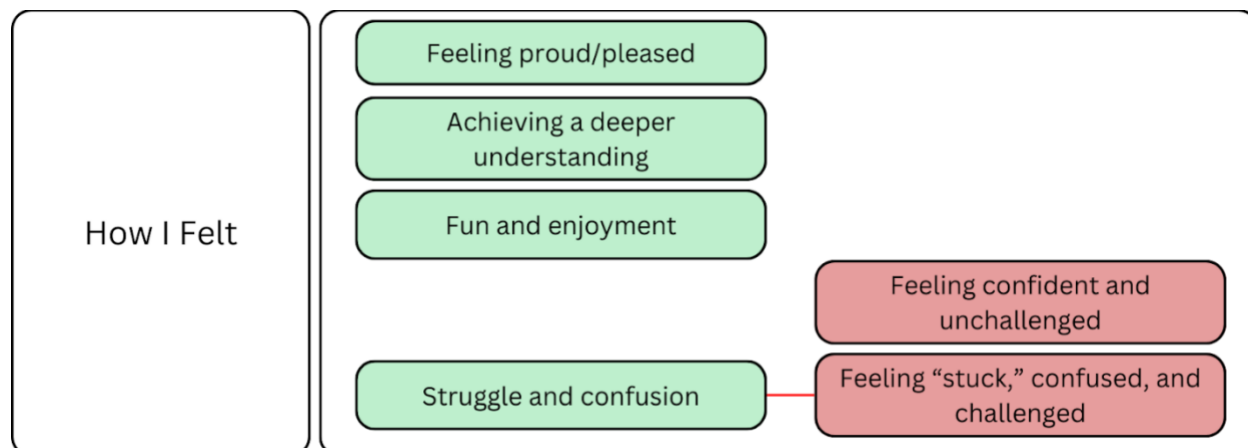 How I Felt
Feeling proud/pleased
Achieving a deeper
understanding
Fun and enjoyment
Feeling confident and
unchallenged
Struggle and confusion
Feeling “stuck,” confused, and
challenged